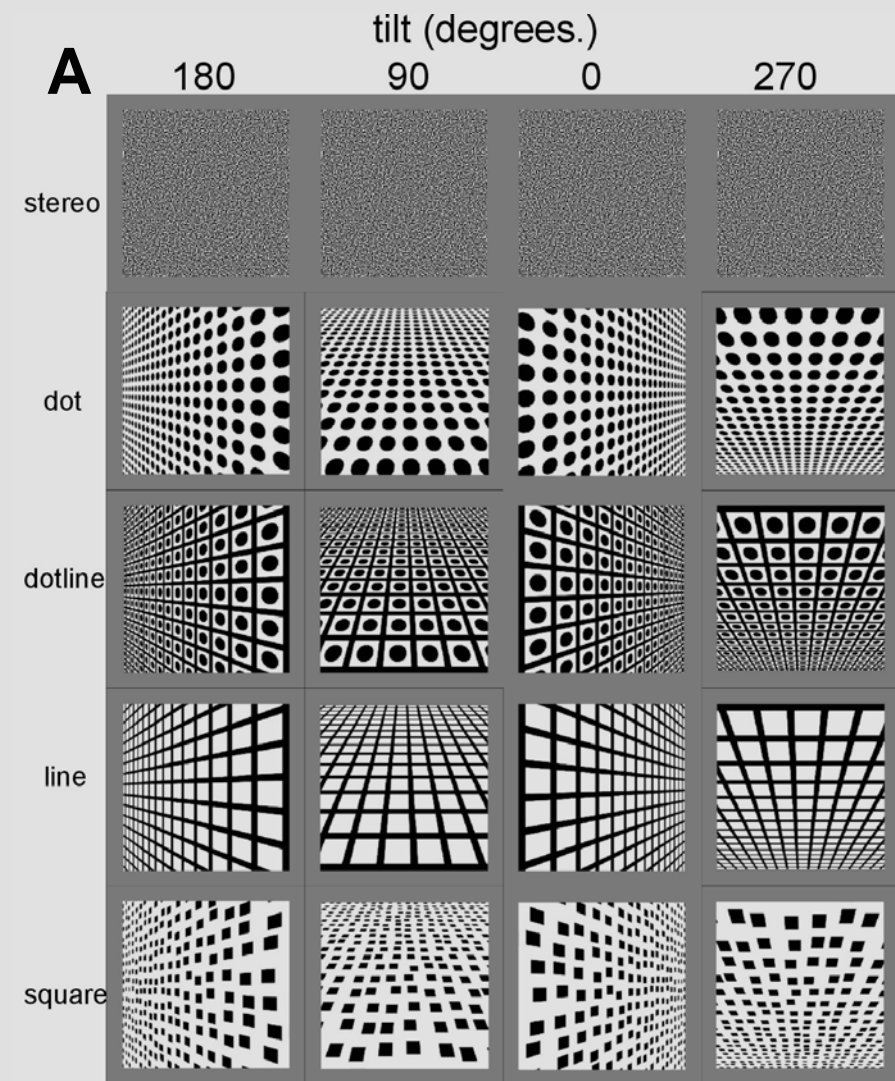 tilt (degrees.)
A
180 90 0 270
stereo
dot
dotline
line
square